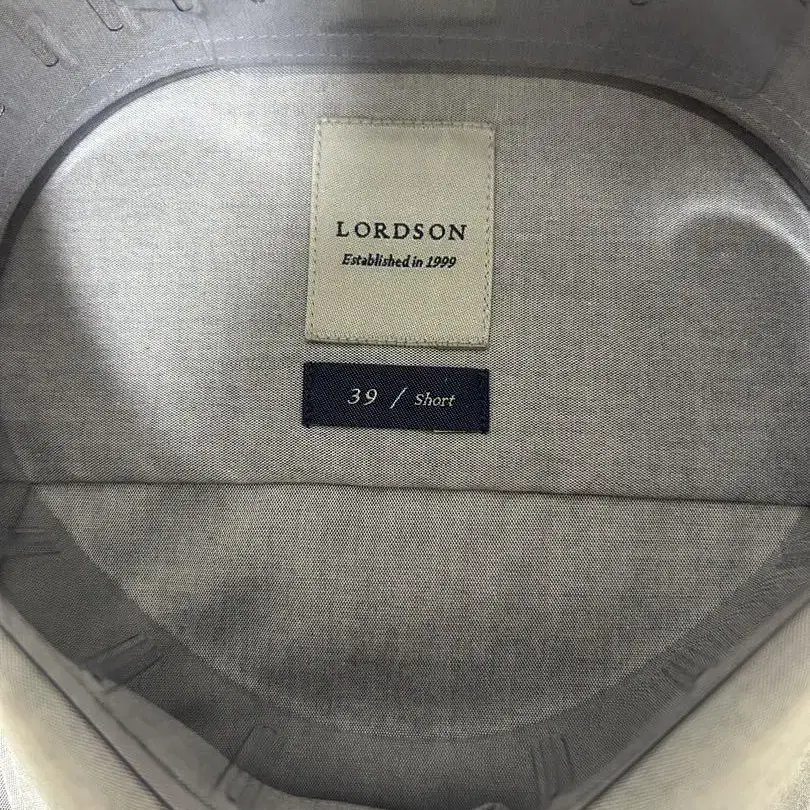 LORDSON
Established in 1999
39 / Short